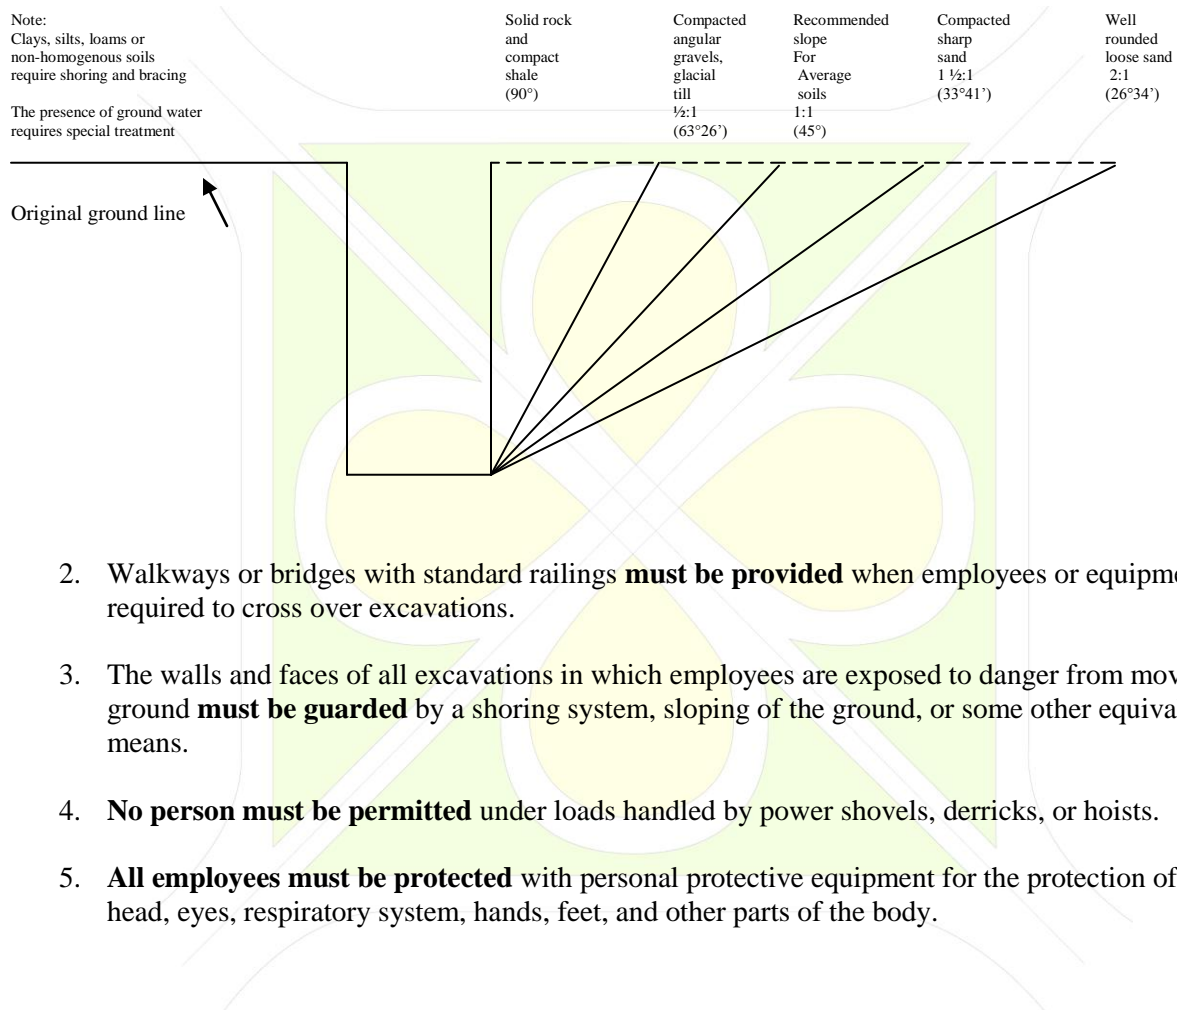 Note:
Clays, silts, loams or
non-homogenous soils
require shoring and bracing
The presence of ground water
requires special treatment
Solid rock
and
compact
shale
(90°)
Compacted
angular
gravels,
glacial
till
½:1
(63°26’)
Recommended
slope
For
Average
soils
1:1
(45°)
Compacted
sharp
sand
1 ½:1
(33°41’)
Well
rounded
loose sand
2:1
(26°34’)
Original ground line
2. Walkways or bridges with standard railings must be provided when employees or equipme
required to cross over excavations.
3. The walls and faces of all excavations in which employees are exposed to danger from mov
ground must be guarded by a shoring system, sloping of the ground, or some other equiva
means.
4. No person must be permitted under loads handled by power shovels, derricks, or hoists.
5. All employees must be protected with personal protective equipment for the protection of
head, eyes, respiratory system, hands, feet, and other parts of the body.